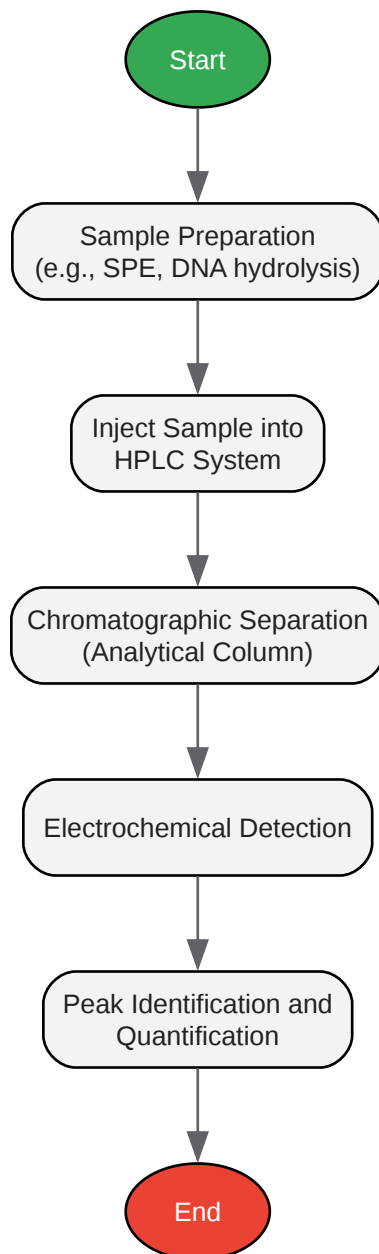 Start
Sample Preparation
(e.g., SPE, DNA hydrolysis)
Inject Sample into
HPLC System
Chromatographic Separation
(Analytical Column)
Electrochemical Detection
Peak Identification and
Quantification
End